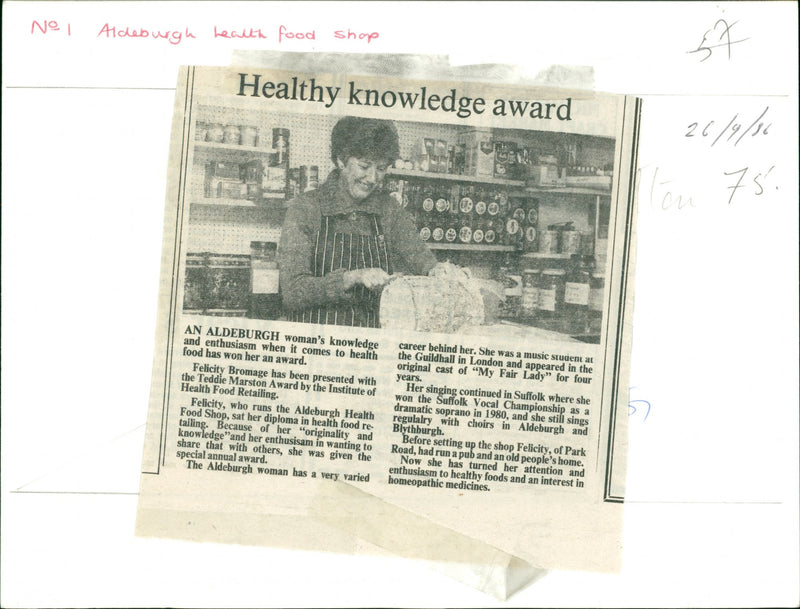 No 1 Aldeburgh health food shop
57
26/9/86
75.
Healthy knowledge award
AN ALDEBURGH woman's knowledge
and enthusiasm when it comes to health
food has won her an award.
Felicity Bromage has been presented with
the Teddie Marston Award by the Institute of
Health Food Retailing.
Felicity, who runs the Aldeburgh Health
Food Shop, sat her diploma in health food re-
tailing. Because of her "originality and
knowledge"and her enthusisam in wanting to
share that with others, she was given the
special annual award.
The Aldeburgh woman has a very varied
career behind her. She was a music student at
the Guildhall in London and appeared in the
original cast of "My Fair Lady" for four
years.
Her singing continued in Suffolk where she
won the Suffolk Vocal Championship as a
dramatic soprano in 1980, and she still sings
regulalry with choirs in Aldeburgh and
Blythburgh.
Before setting up the shop Felicity, of Park
Road, had run a pub and an old people's home.
Now she has turned her attention and
enthusiasm to healthy foods and an interest in
homeopathic medicines.